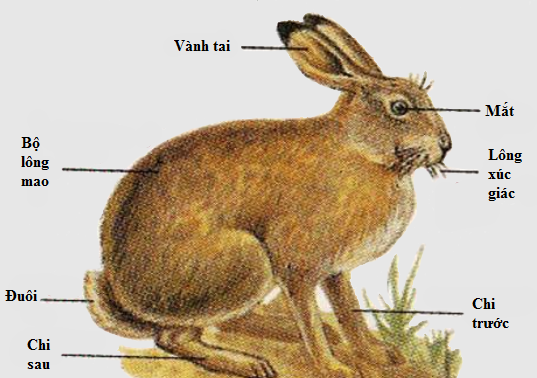 Vành tai
Mắt
Bộ
lông
mao
Lông
xúc
giác
Đuôi
Chi
trước
Chi
sau